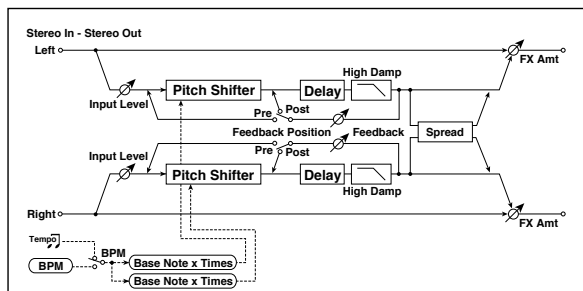 Stereo In - Stereo Out
Left
FX Amt
High Damp
Pitch Shifter
Delay
Input Level
Pre
Post
Feedback Position
Feedback
Spread
Input Level
Pre
Post
Pitch Shifter
Delay
High Damp
Right
FX Amt
Tempo
BPM
BPM
Base Note x Times
Base Note x Times